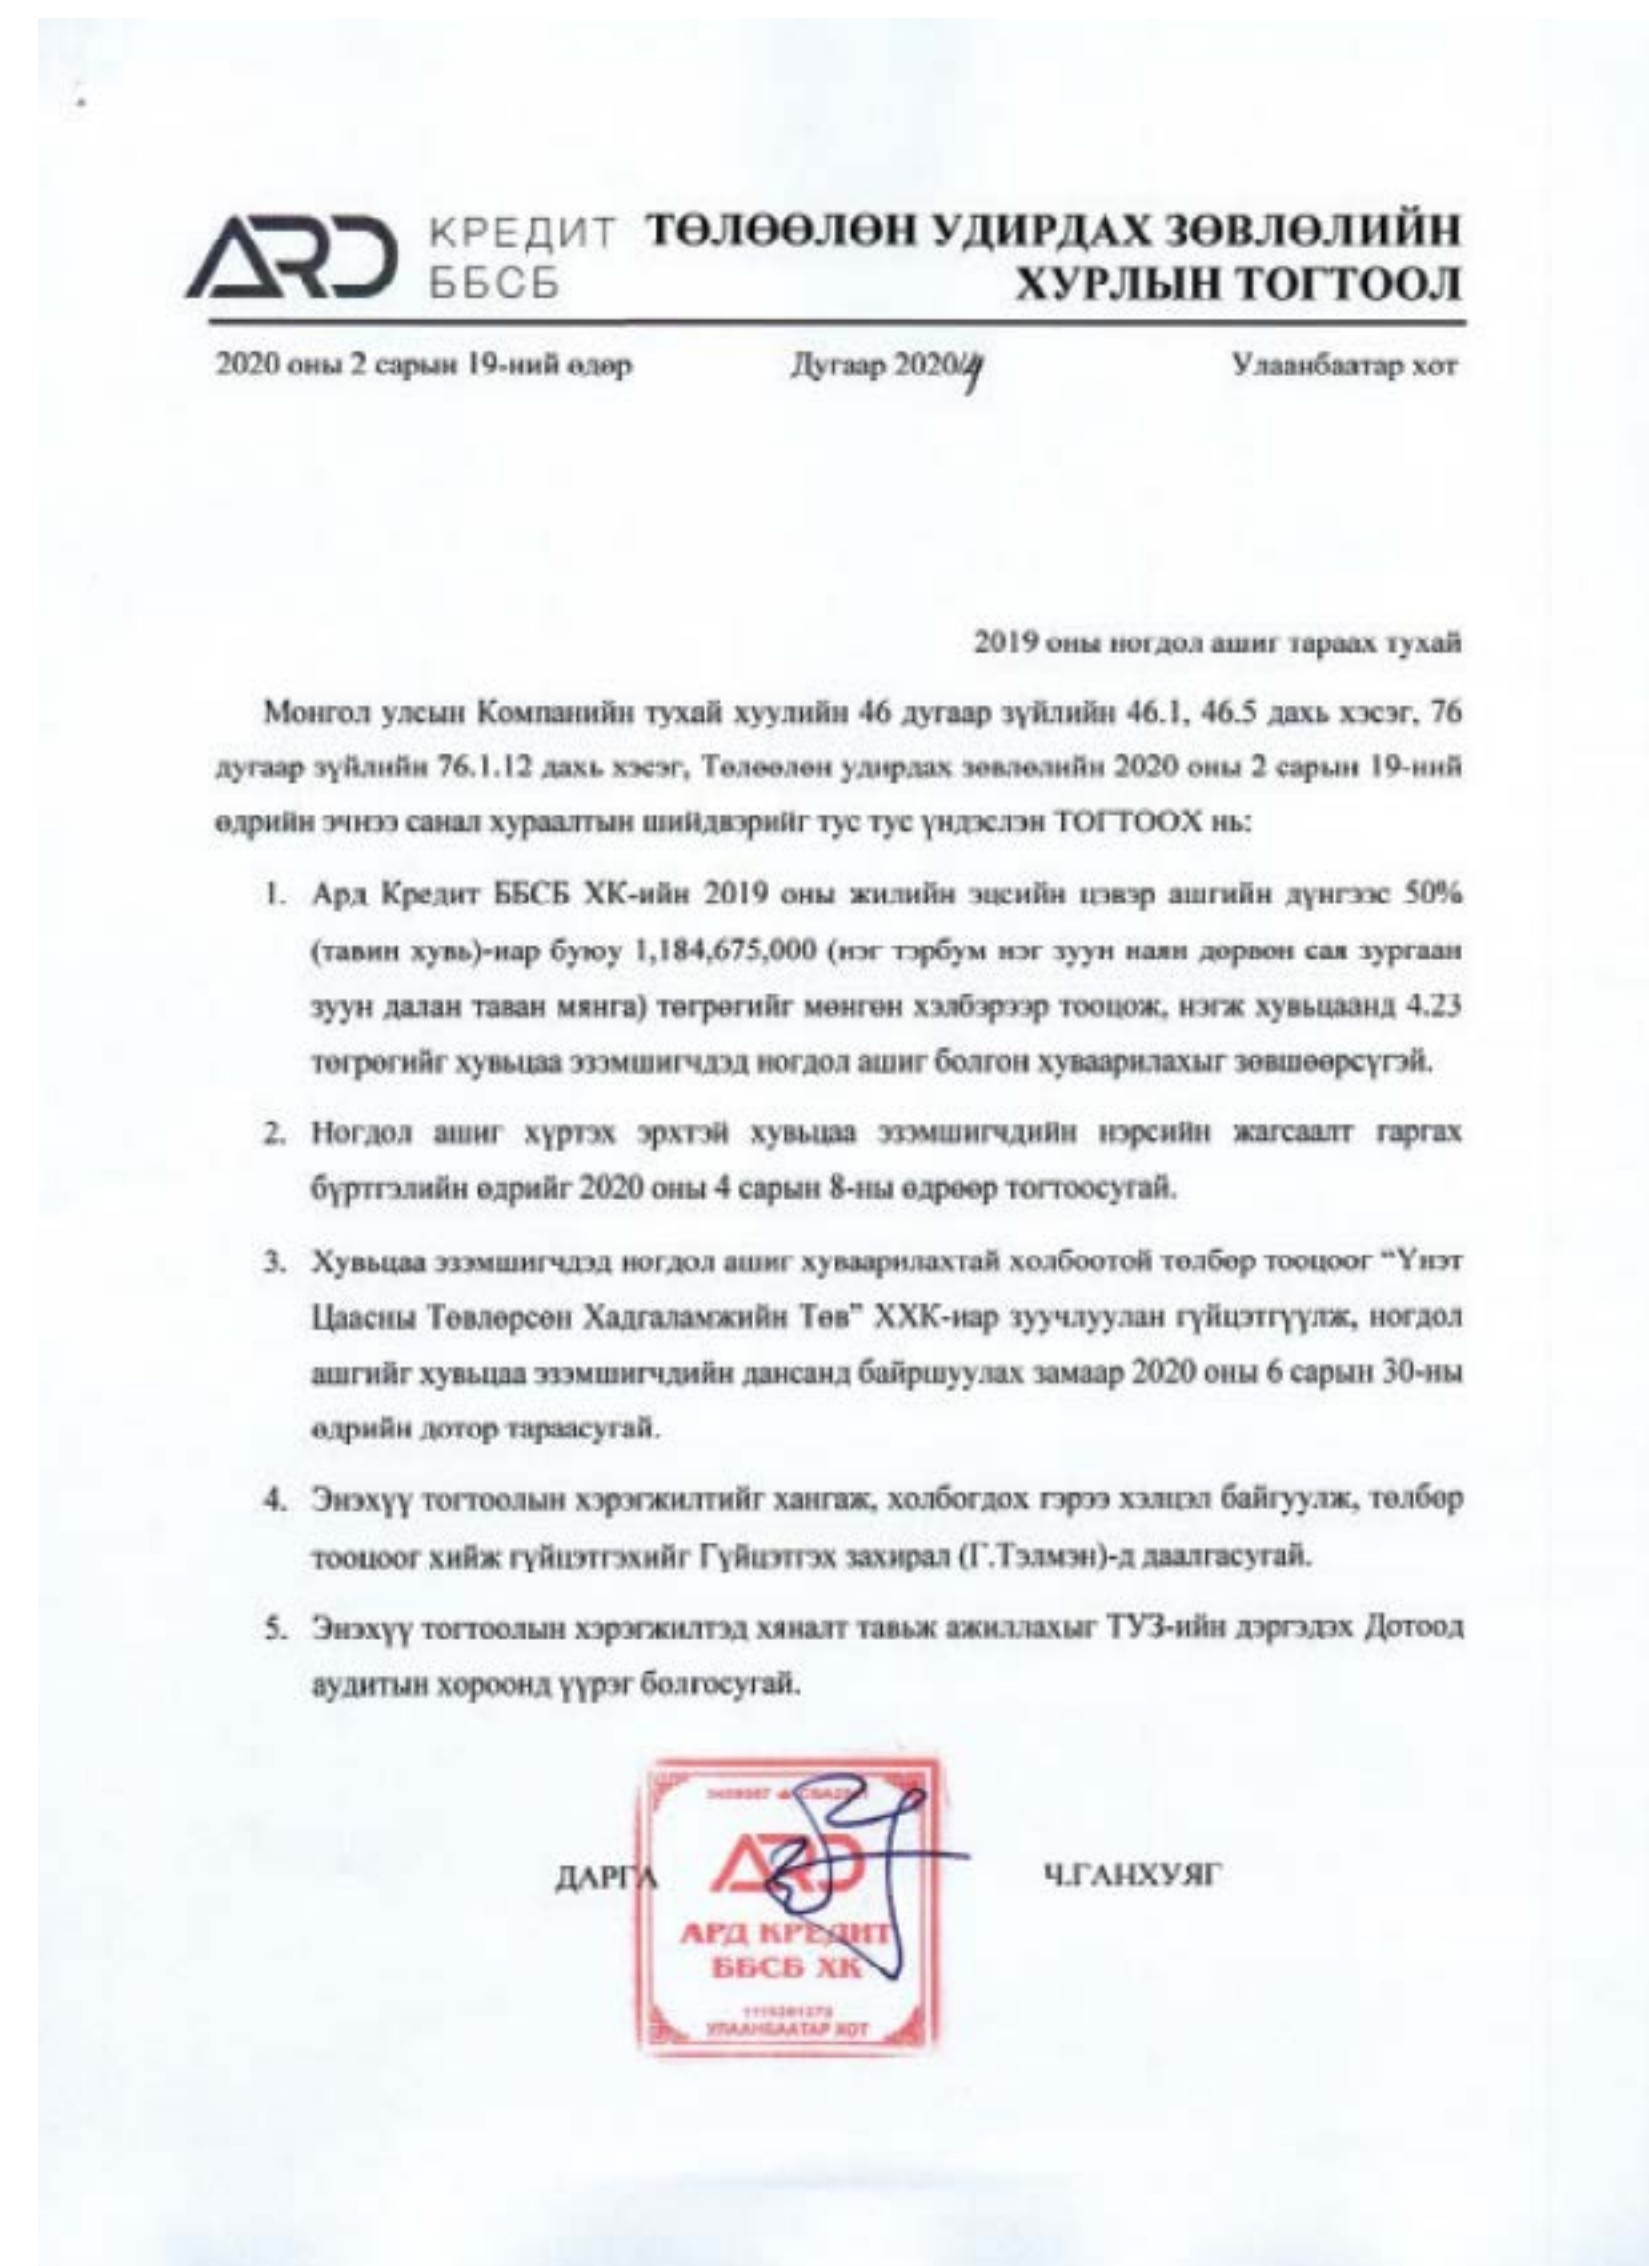 ARD КРЕДИТ ББСБ
ТӨЛӨӨЛӨН УДИРДАХ ЗӨВЛӨЛИЙН
ХУРЛЫН ТОГТООЛ
2020 оны 2 сарын 19-ний өдөр Дугаар 2020/4 Улаанбаатар хот
2019 оны ногдол ашиг тараах тухай
Монгол улсын Компанийн тухай хуулийн 46 дугаар зүйлийн 46.1, 46.5 дахь хэсэг, 76
дугаар зүйлийн 76.1.12 дахь хэсэг, Төлөөлөн удирдах зөвлөлийн 2020 оны 2 сарын 19-ний
өдрийн эчнээ санал хураалтын шийдвэрийг тус тус үндэслэн ТОГТООХ нь:
1. Ард Кредит ББСБ ХК-ийн 2019 оны жилийн эцсийн цэвэр ашгийн дүнгээс 50%
(тавин хувь)-иар буюу 1,184,675,000 (нэг тэрбум нэг зуун наян дөрвөн сая зургаан
зуун далан таван мянга) төгрөгийг мөнгөн хэлбэрээр тооцож, нэгж хувьцаанд 4.23
төгрөгийг хувьцаа эзэмшигчдэд ногдол ашиг болгон хуваарилахыг зөвшөөрсүгэй.
2. Ногдол ашиг хүртэх эрхтэй хувьцаа эзэмшигчдийн нэрсийн жагсаалт гаргах
бүртгэлийн өдрийг 2020 оны 4 сарын 8-ны өдрөөр тогтоосугай.
3. Хувьцаа эзэмшигчдэд ногдол ашиг хуваарилахтай холбоотой төлбөр тооцоог “Үнэт
Цаасны Төвлөрсөн Хадгаламжийн Төв” ХХК-иар зуучлуулан гүйцэтгүүлж, ногдол
ашгийг хувьцаа эзэмшигчдийн дансанд байршуулах замаар 2020 оны 6 сарын 30-ны
өдрийн дотор тараасугай.
4. Энэхүү тогтоолын хэрэгжилтийг хангаж, холбогдох гэрээ хэлцэл байгуулж, төлбөр
тооцоог хийж гүйцэтгэхийг Гүйцэтгэх захирал (Г.Тэлмэн)-д даалгасугай.
5. Энэхүү тогтоолын хэрэгжилтэд хяналт тавьж ажиллахыг ТУЗ-ийн дэргэдэх Дотоод
аудитын хороонд үүрэг болгосугай.
ДАРГА Ч.ГАНХУЯГ
ARD
АРД КРЕДИТ
ББСБ ХК
УЛААНБААТАР ХОТ